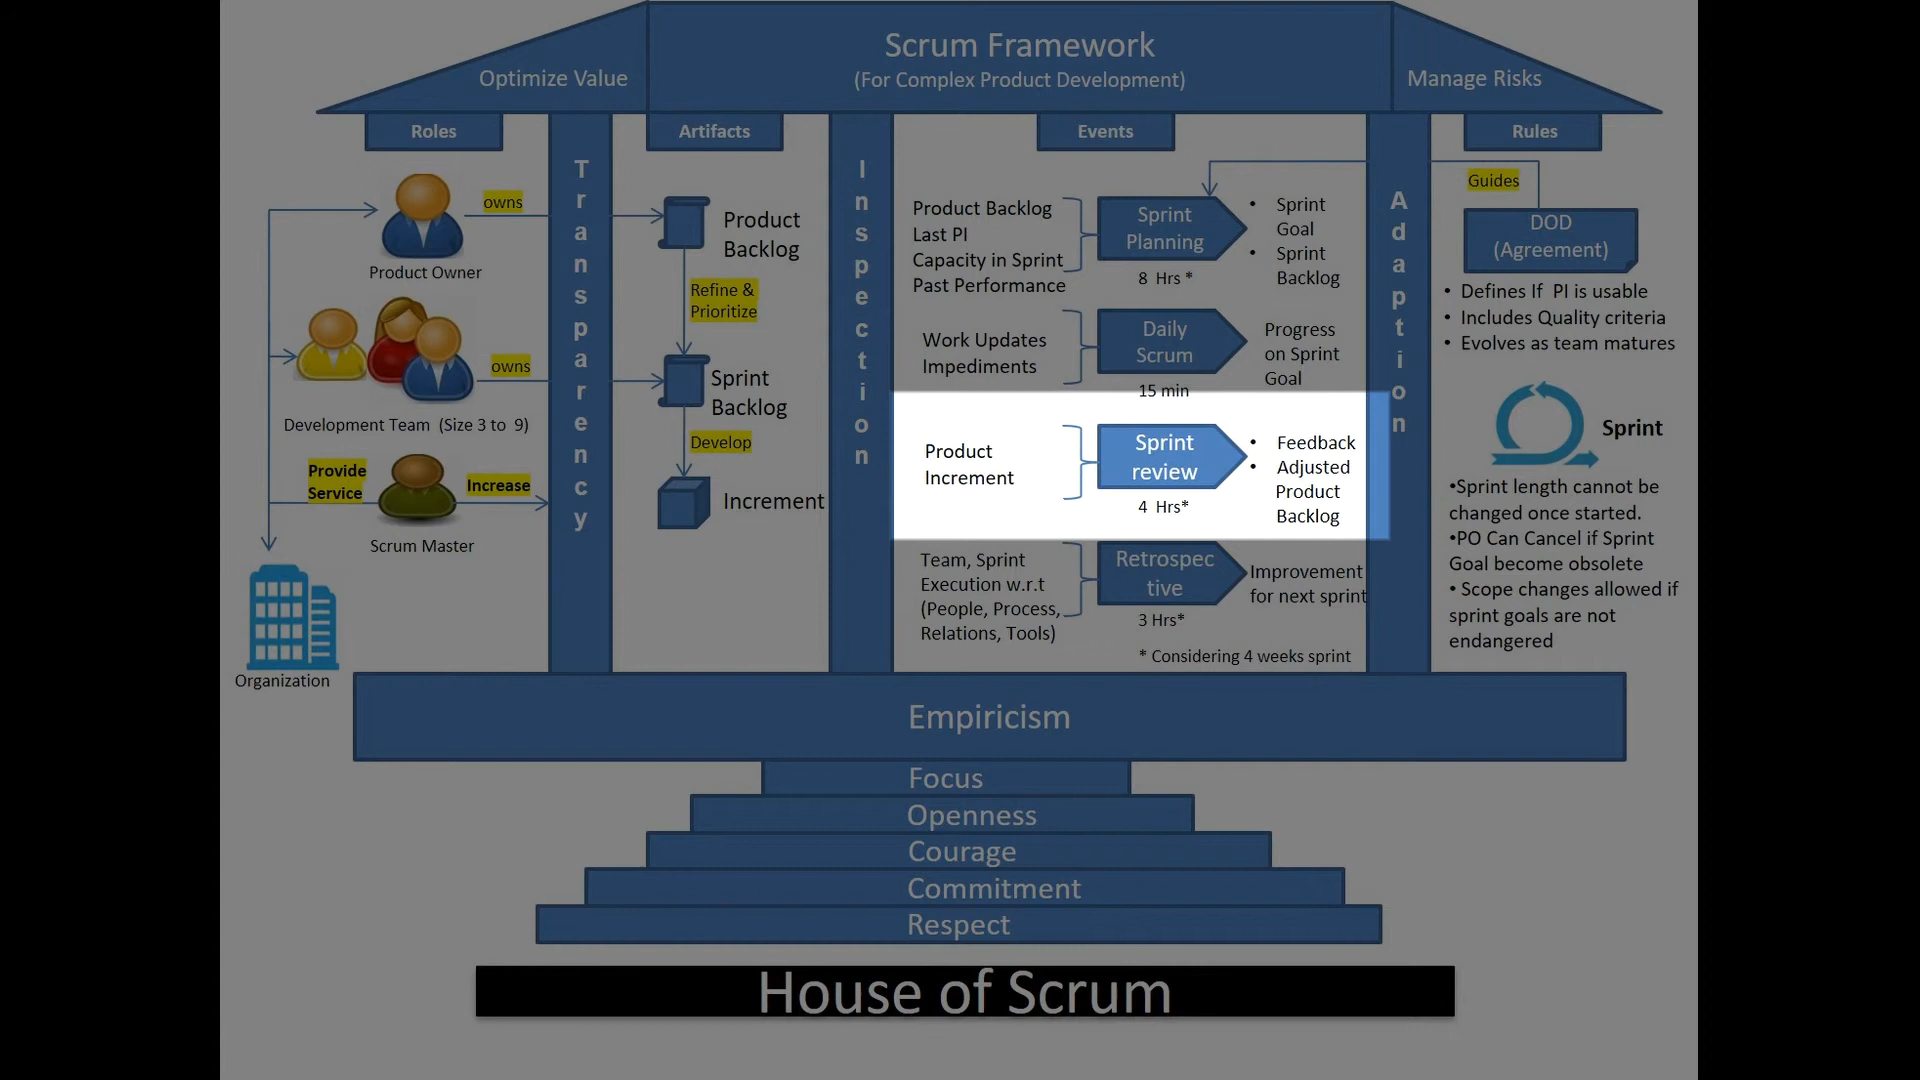 Scrum Framework
(For Complex Product Development)
Optimize Value
Manage Risks
Roles
Artifacts
Events
Rules
Transparency
Inspection
Adaption
Product Owner
owns
Development Team (Size 3 to 9)
owns
Provide
Service
Increase
Scrum Master
Organization
Product
Backlog
Refine &
Prioritize
Sprint
Backlog
Develop
Increment
Product Backlog
Last PI
Capacity in Sprint
Past Performance
Sprint
Planning
8 Hrs *
• Sprint
Goal
• Sprint
Backlog
Work Updates
Impediments
Daily
Scrum
15 min
Progress
on Sprint
Goal
Product
Increment
Sprint
review
4 Hrs*
• Feedback
• Adjusted
Product
Backlog
Team, Sprint
Execution w.r.t
(People, Process,
Relations, Tools)
Retrospec
tive
3 Hrs*
Improvement
for next sprint
* Considering 4 weeks sprint
Guides
DOD
(Agreement)
• Defines If PI is usable
• Includes Quality criteria
• Evolves as team matures
Sprint
•Sprint length cannot be
changed once started.
•PO Can Cancel if Sprint
Goal become obsolete
• Scope changes allowed if
sprint goals are not
endangered
Empiricism
Focus
Openness
Courage
Commitment
Respect
House of Scrum